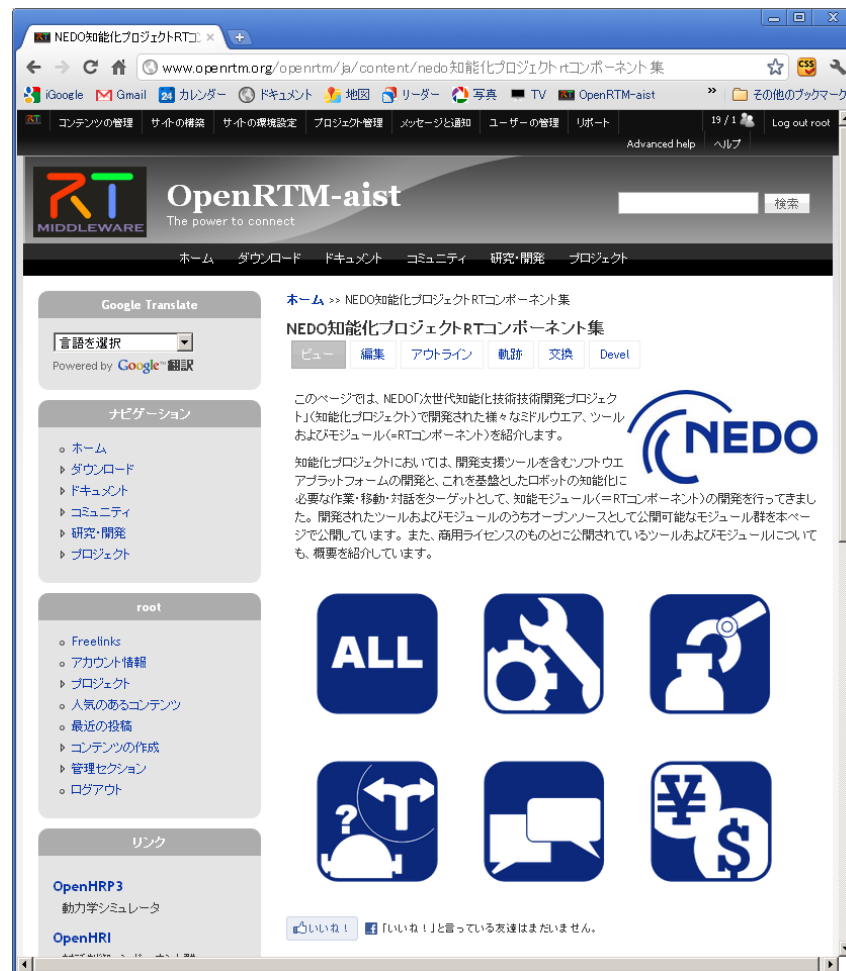 NEDO知能化プロジェクトRTコ
www.openrtm.org/openrtm/ja/content/nedo知能化プロジェクトrtコンポーネント集
iGoogle Gmail 24 カレンダー ドキュメント 地図 リーダー 写真 TV OpenRTM-aist » その他のブックマーク
コンテンツの管理 サイトの構築 サイトの環境設定 プロジェクト管理 メッセージと通知 ユーザーの管理 リポート 19 / 1 Log out root
Advanced help ヘルプ
RT MIDDLEWARE
OpenRTM-aist
The power to connect
検索
ホーム ダウンロード ドキュメント コミュニティ 研究・開発 プロジェクト
Google Translate
言語を選択
Powered by Google™翻訳
ナビゲーション
ホーム
ダウンロード
ドキュメント
コミュニティ
研究・開発
プロジェクト
root
Freelinks
アカウント情報
プロジェクト
人気のあるコンテンツ
最近の投稿
コンテンツの作成
管理セクション
ログアウト
リンク
OpenHRP3
動力学シミュレータ
OpenHRI
ホーム >> NEDO知能化プロジェクトRTコンポーネント集
NEDO知能化プロジェクトRTコンポーネント集
ビュー 編集 アウトライン 軌跡 交換 Devel
このページでは、NEDO「次世代知能化技術技術開発プロジェク
ト」(知能化プロジェクト)で開発された様々なミドルウエア、ツール
およびモジュール(=RTコンポーネント)を紹介します。
NEDO
知能化プロジェクトにおいては、開発支援ツールを含むソフトウエ
アプラットフォームの開発と、これを基盤としたロボットの知能化に
必要な作業・移動・対話をターゲットとして、知能モジュール(＝RTコンポーネント)の開発を行ってきまし
た。開発されたツールおよびモジュールのうちオープンソースとして公開可能なモジュール群を本ペー
ジで公開しています。また、商用ライセンスのものとに公開されているツールおよびモジュールについて
も、概要を紹介しています。
ALL
?
¥ $
いいね！ 「いいね！」と言っている友達はまだいません。